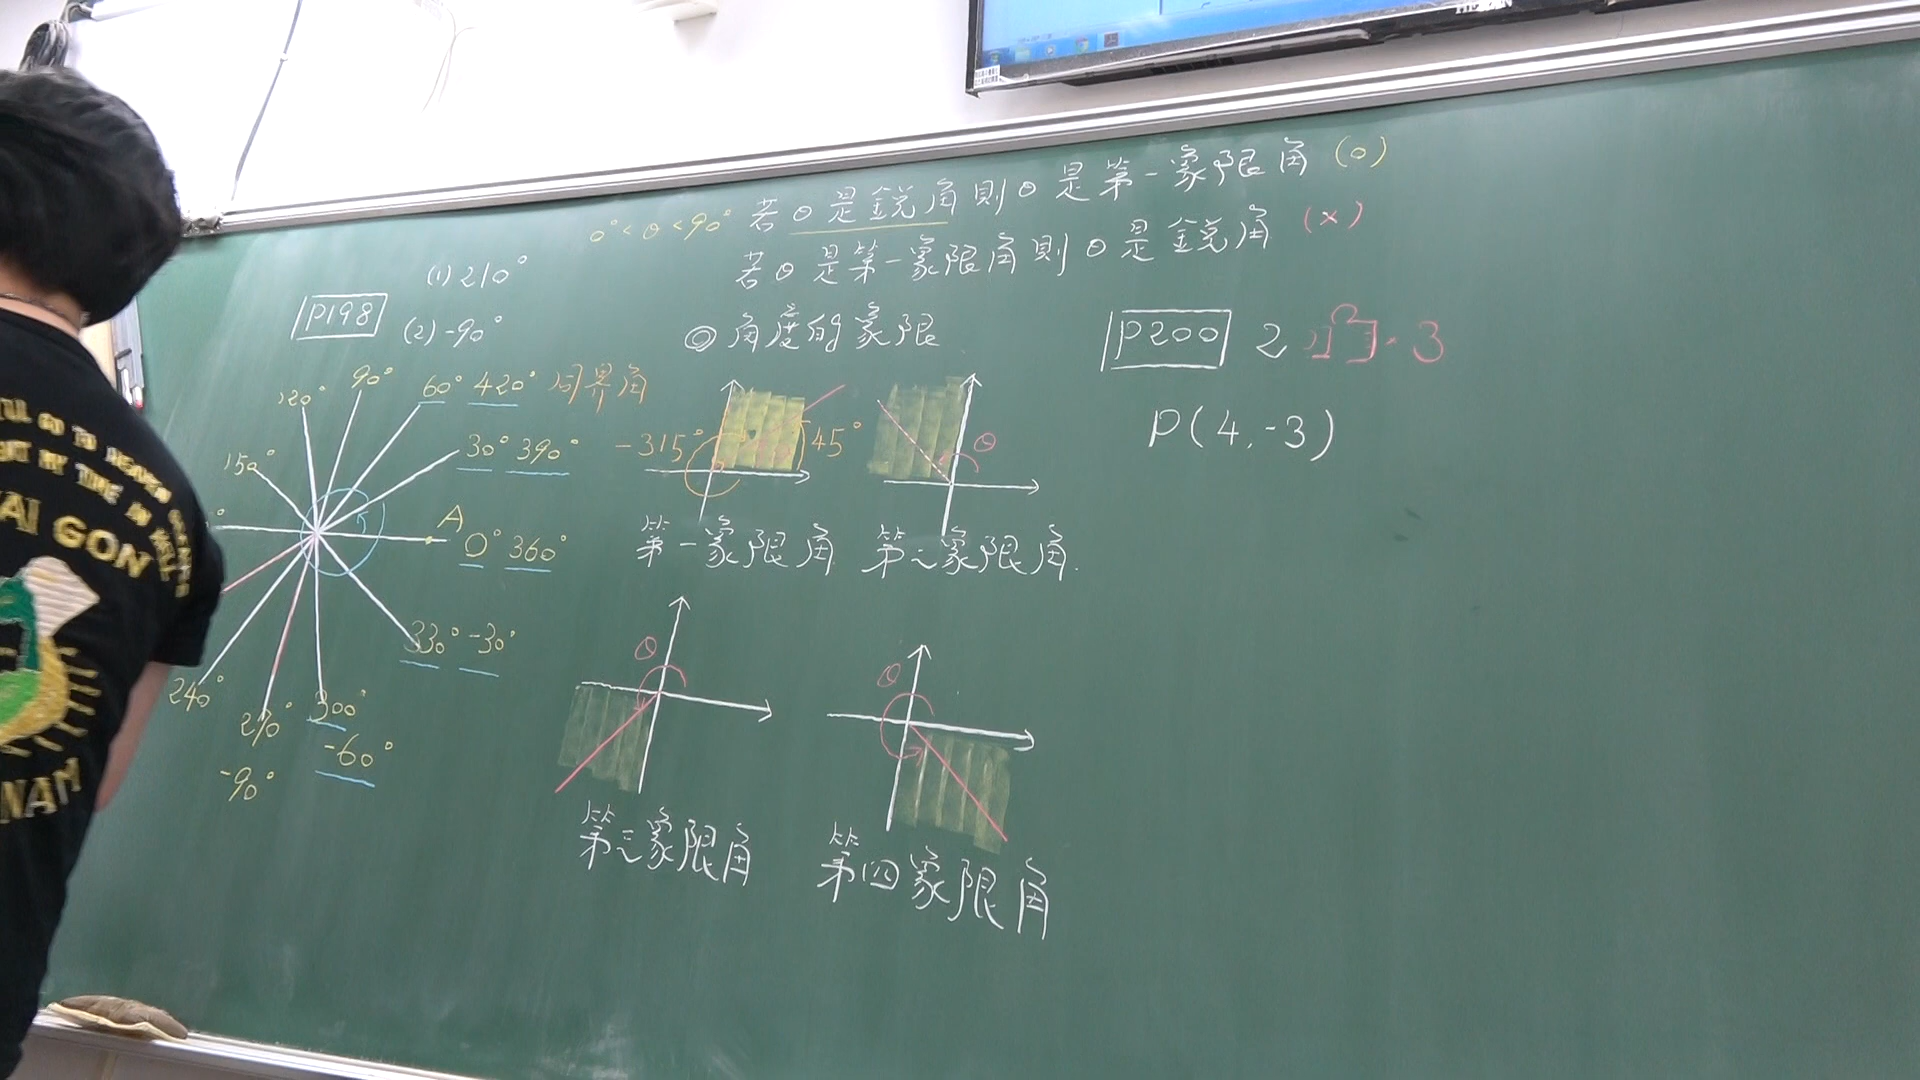 0°<θ<90° 若θ是銳角則θ是第一象限角(o)
若θ是第一象限角則θ是銳角(x)
(1) 210°
P198 (2) -90°
◎角度的象限
P200 2 3
P(4,-3)
120° 90° 60° 420° 同界角
150° 30° 390°
A 0° 360°
330° -30°
240° 270° 300°
-60°
-90°
-315° 45°
θ
第一象限角 第二象限角
θ θ
第三象限角 第四象限角
AI GON
NAM